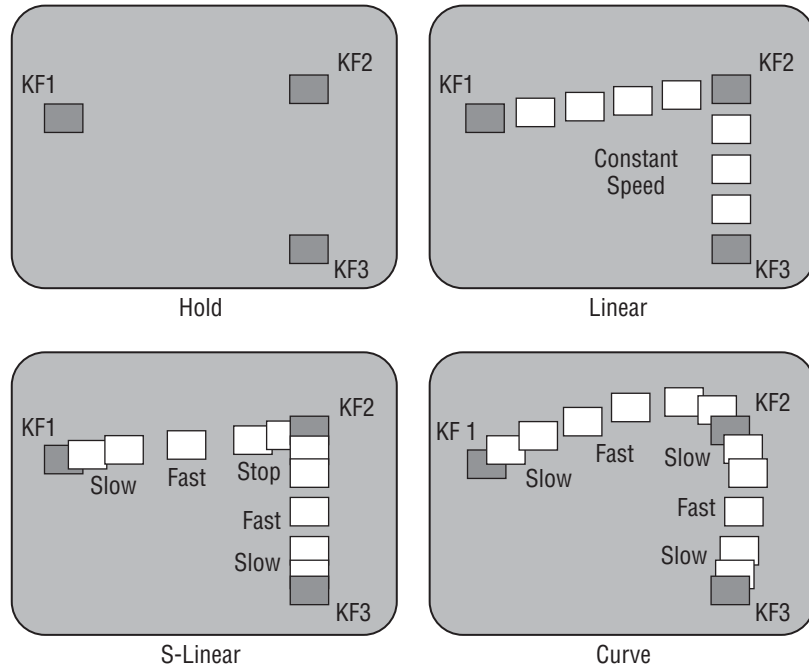 KF1
KF2
KF3
Hold
KF1
KF2
Constant
Speed
KF3
Linear
KF1
KF2
Slow
Fast
Stop
Fast
Slow
KF3
S-Linear
KF 1
KF2
Slow
Fast
Slow
Fast
Slow
KF3
Curve